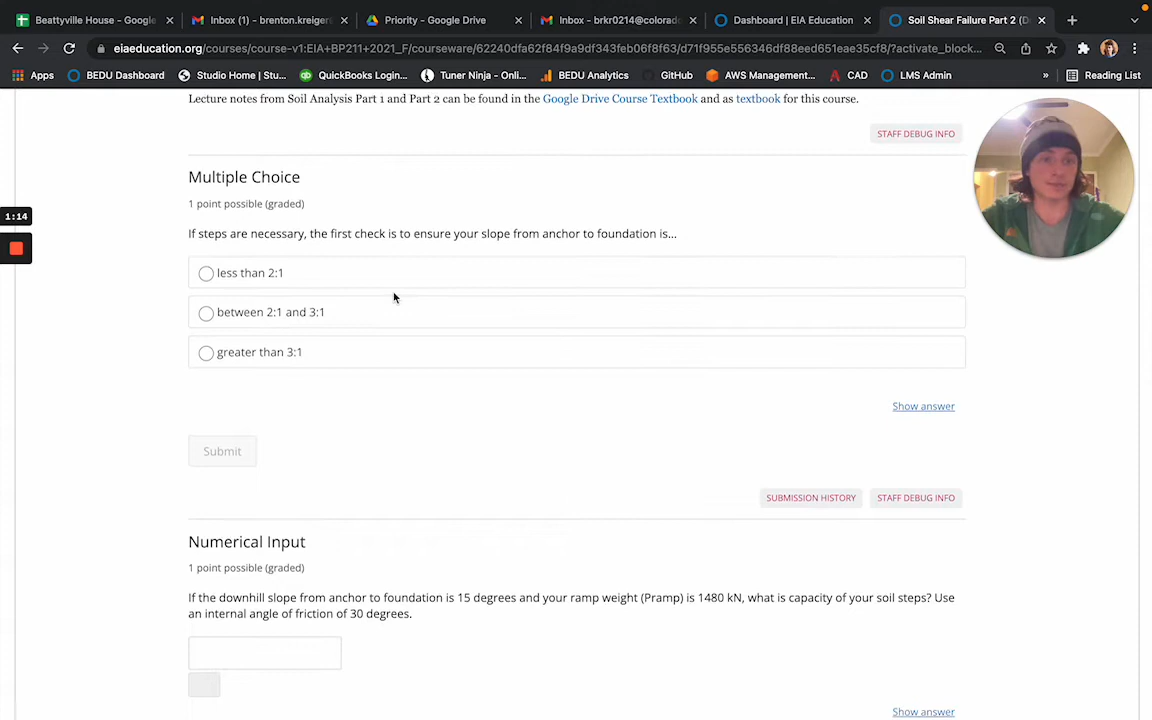 Beattyville House - Google
Inbox (1) - brenton.kreiger
Priority - Google Drive
Inbox - brkr0214@colorad
Dashboard | EIA Education
Soil Shear Failure Part 2 (D
eiaeducation.org/courses/course-v1:EIA+BP211+2021_F/courseware/62240dfa62f84f9a9df343feb06f8f63/d71f955e556346df88eed651eae35cf8/?activate_block...
Apps
BEDU Dashboard
Studio Home | Stu...
QuickBooks Login...
Tuner Ninja - Onli...
BEDU Analytics
GitHub
AWS Management...
CAD
LMS Admin
»
Reading List
Lecture notes from Soil Analysis Part 1 and Part 2 can be found in the Google Drive Course Textbook and as textbook for this course.
STAFF DEBUG INFO
Multiple Choice
1 point possible (graded)
1:14
If steps are necessary, the first check is to ensure your slope from anchor to foundation is...
less than 2:1
between 2:1 and 3:1
greater than 3:1
Show answer
Submit
SUBMISSION HISTORY
STAFF DEBUG INFO
Numerical Input
1 point possible (graded)
If the downhill slope from anchor to foundation is 15 degrees and your ramp weight (Pramp) is 1480 kN, what is capacity of your soil steps? Use
an internal angle of friction of 30 degrees.
Show answer